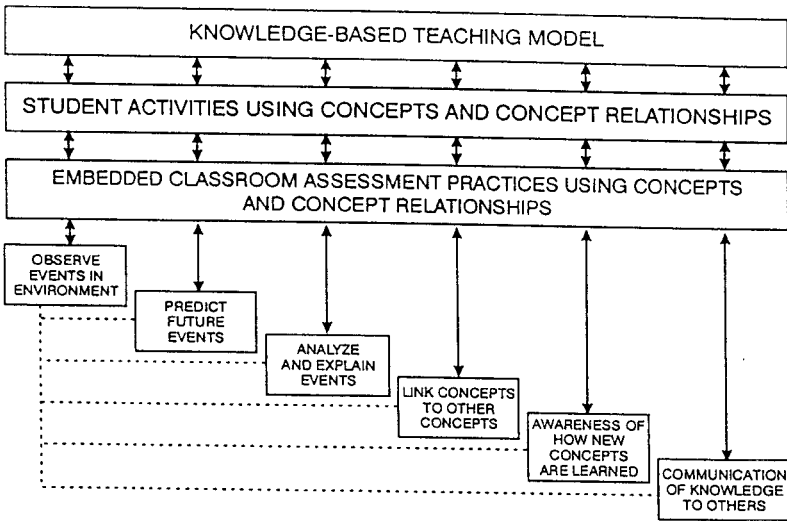 KNOWLEDGE-BASED TEACHING MODEL
STUDENT ACTIVITIES USING CONCEPTS AND CONCEPT RELATIONSHIPS
EMBEDDED CLASSROOM ASSESSMENT PRACTICES USING CONCEPTS
AND CONCEPT RELATIONSHIPS
OBSERVE
EVENTS IN
ENVIRONMENT
PREDICT
FUTURE
EVENTS
ANALYZE
AND EXPLAIN
EVENTS
LINK CONCEPTS
TO OTHER
CONCEPTS
AWARENESS OF
HOW NEW
CONCEPTS
ARE LEARNED
COMMUNICATION
OF KNOWLEDGE
TO OTHERS